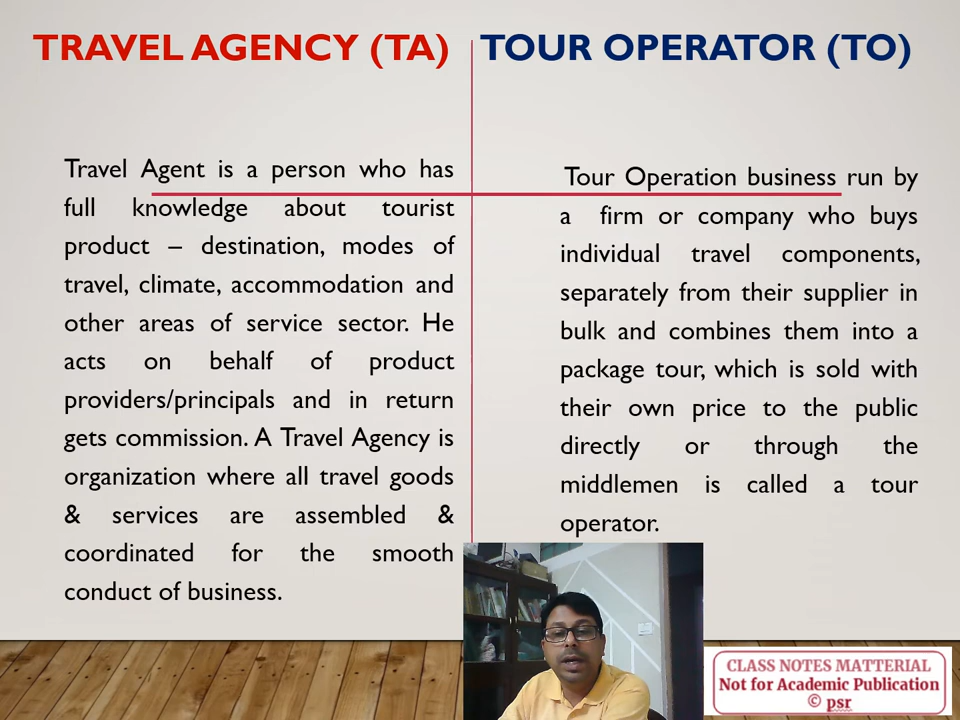 TRAVEL AGENCY (TA)
TOUR OPERATOR (TO)
Travel Agent is a person who has
full knowledge about tourist
product – destination, modes of
travel, climate, accommodation and
other areas of service sector. He
acts on behalf of product
providers/principals and in return
gets commission. A Travel Agency is
organization where all travel goods
& services are assembled &
coordinated for the smooth
conduct of business.
Tour Operation business run by
a firm or company who buys
individual travel components,
separately from their supplier in
bulk and combines them into a
package tour, which is sold with
their own price to the public
directly or through the
middlemen is called a tour
operator.
CLASS NOTES MATTERIAL
Not for Academic Publication
© psr